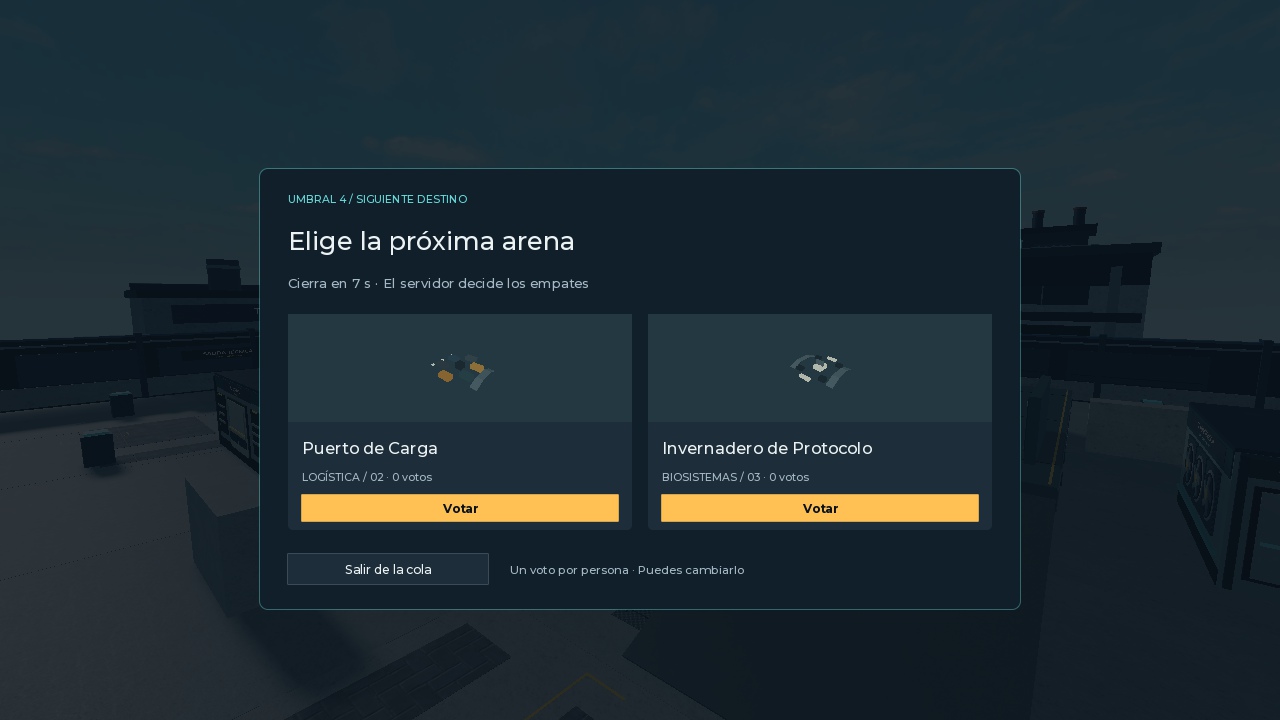 UMBRAL 4 / SIGUIENTE DESTINO
Elige la próxima arena
Cierra en 7 s · El servidor decide los empates
Puerto de Carga
LOGÍSTICA / 02 · 0 votos
Votar
Invernadero de Protocolo
BIOSISTEMAS / 03 · 0 votos
Votar
Salir de la cola
Un voto por persona · Puedes cambiarlo